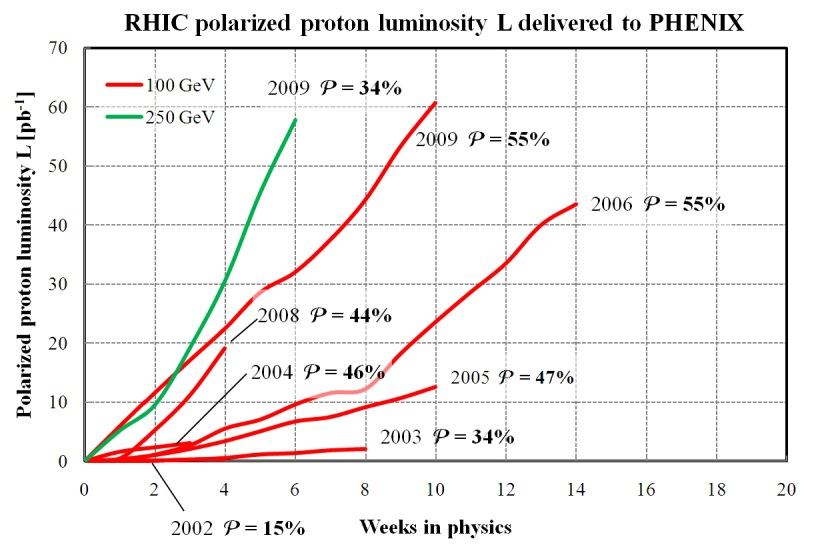 RHIC polarized proton luminosity L delivered to PHENIX
Polarized proton luminosity L [pb⁻¹]
70
60
50
40
30
20
10
0
100 GeV
250 GeV
2009 𝒫 = 34%
2009 𝒫 = 55%
2006 𝒫 = 55%
2008 𝒫 = 44%
2004 𝒫 = 46%
2005 𝒫 = 47%
2003 𝒫 = 34%
0 2 4 6 8 10 12 14 16 18 20
2002 𝒫 = 15%
Weeks in physics